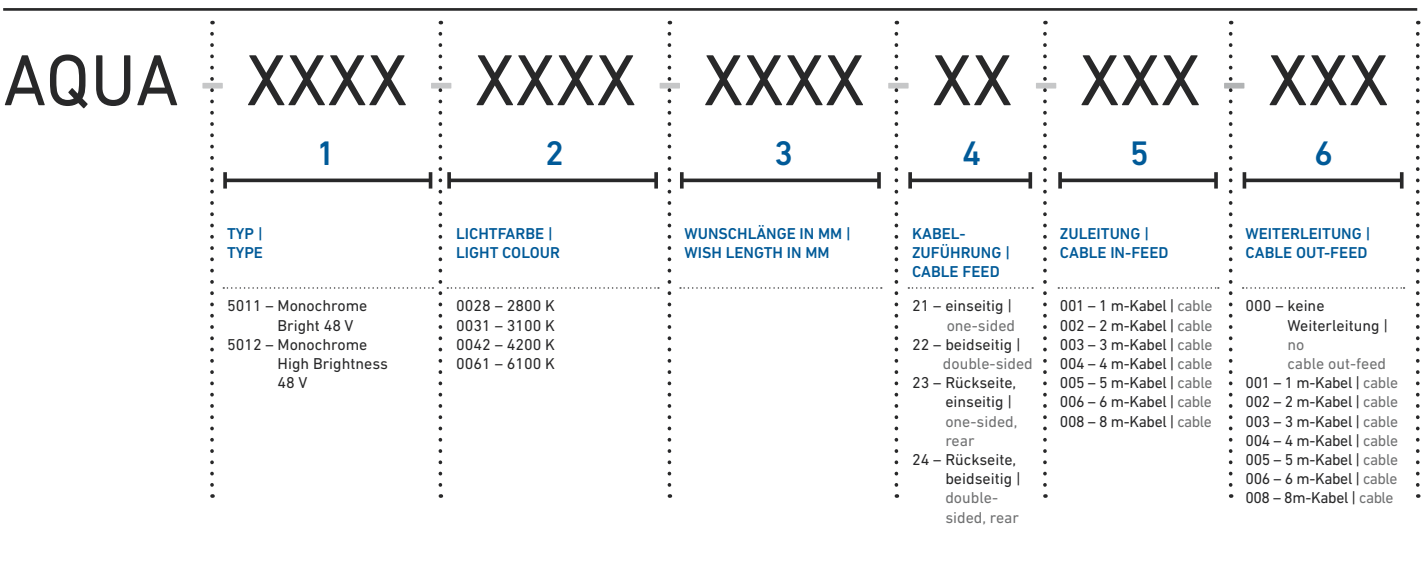 AQUA - XXXX - XXXX - XXXX - XX - XXX - XXX
1
2
3
4
5
6
TYP |
TYPE
5011 – Monochrome
Bright 48 V
5012 – Monochrome
High Brightness
48 V
LICHTFARBE |
LIGHT COLOUR
0028 – 2800 K
0031 – 3100 K
0042 – 4200 K
0061 – 6100 K
WUNSCHLÄNGE IN MM |
WISH LENGTH IN MM
KABEL-
ZUFÜHRUNG |
CABLE FEED
21 – einseitig |
one-sided
22 – beidseitig |
double-sided
23 – Rückseite,
einseitig |
one-sided,
rear
24 – Rückseite,
beidseitig |
double-
sided, rear
ZULEITUNG |
CABLE IN-FEED
001 – 1 m-Kabel | cable
002 – 2 m-Kabel | cable
003 – 3 m-Kabel | cable
004 – 4 m-Kabel | cable
005 – 5 m-Kabel | cable
006 – 6 m-Kabel | cable
008 – 8 m-Kabel | cable
WEITERLEITUNG |
CABLE OUT-FEED
000 – keine
Weiterleitung |
no
cable out-feed
001 – 1 m-Kabel | cable
002 – 2 m-Kabel | cable
003 – 3 m-Kabel | cable
004 – 4 m-Kabel | cable
005 – 5 m-Kabel | cable
006 – 6 m-Kabel | cable
008 – 8m-Kabel | cable